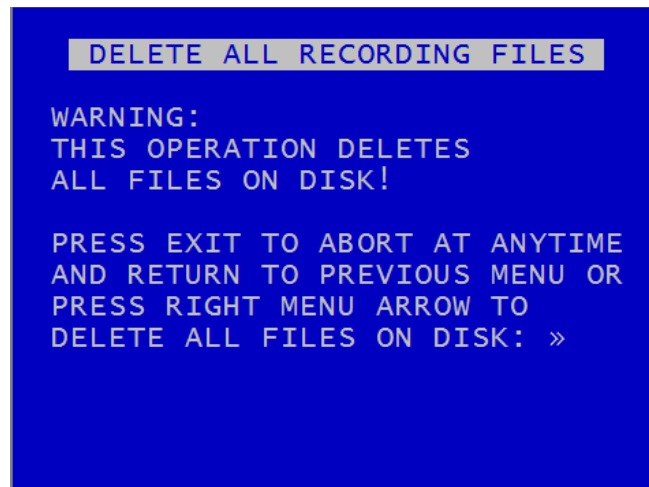 DELETE ALL RECORDING FILES
WARNING:
THIS OPERATION DELETES
ALL FILES ON DISK!
PRESS EXIT TO ABORT AT ANYTIME
AND RETURN TO PREVIOUS MENU OR
PRESS RIGHT MENU ARROW TO
DELETE ALL FILES ON DISK: »